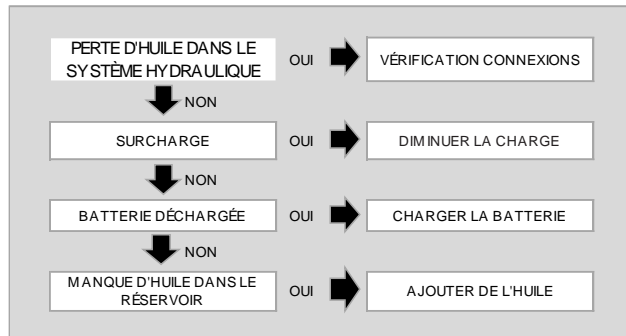 PERTE D'HUILE DANS LE
SYSTÈME HYDRAULIQUE
OUI
VÉRIFICATION CONNEXIONS
NON
SURCHARGE
OUI
DIMINUER LA CHARGE
NON
BATTERIE DÉCHARGÉE
OUI
CHARGER LA BATTERIE
NON
MANQUE D'HUILE DANS LE
RÉSERVOIR
OUI
AJOUTER DE L'HUILE